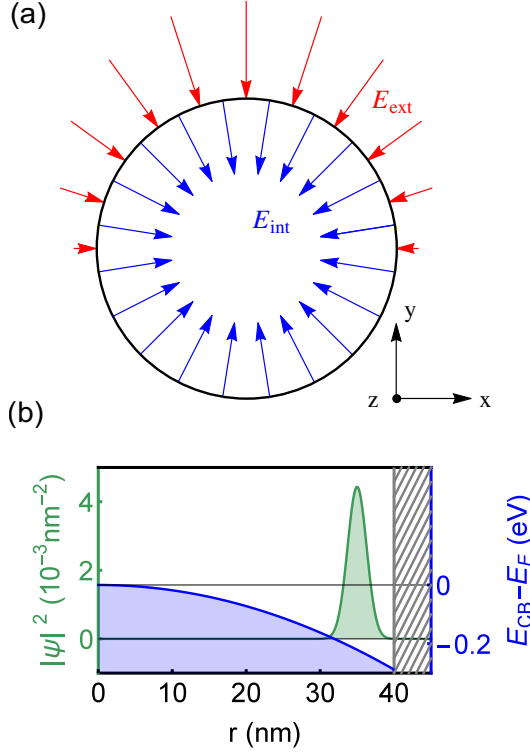 (a)
E_ext
E_int
y
z
x
(b)
|ψ|² (10⁻³nm⁻²)
4
2
0
0
−0.2
E_CB−E_F (eV)
0 10 20 30 40
r (nm)